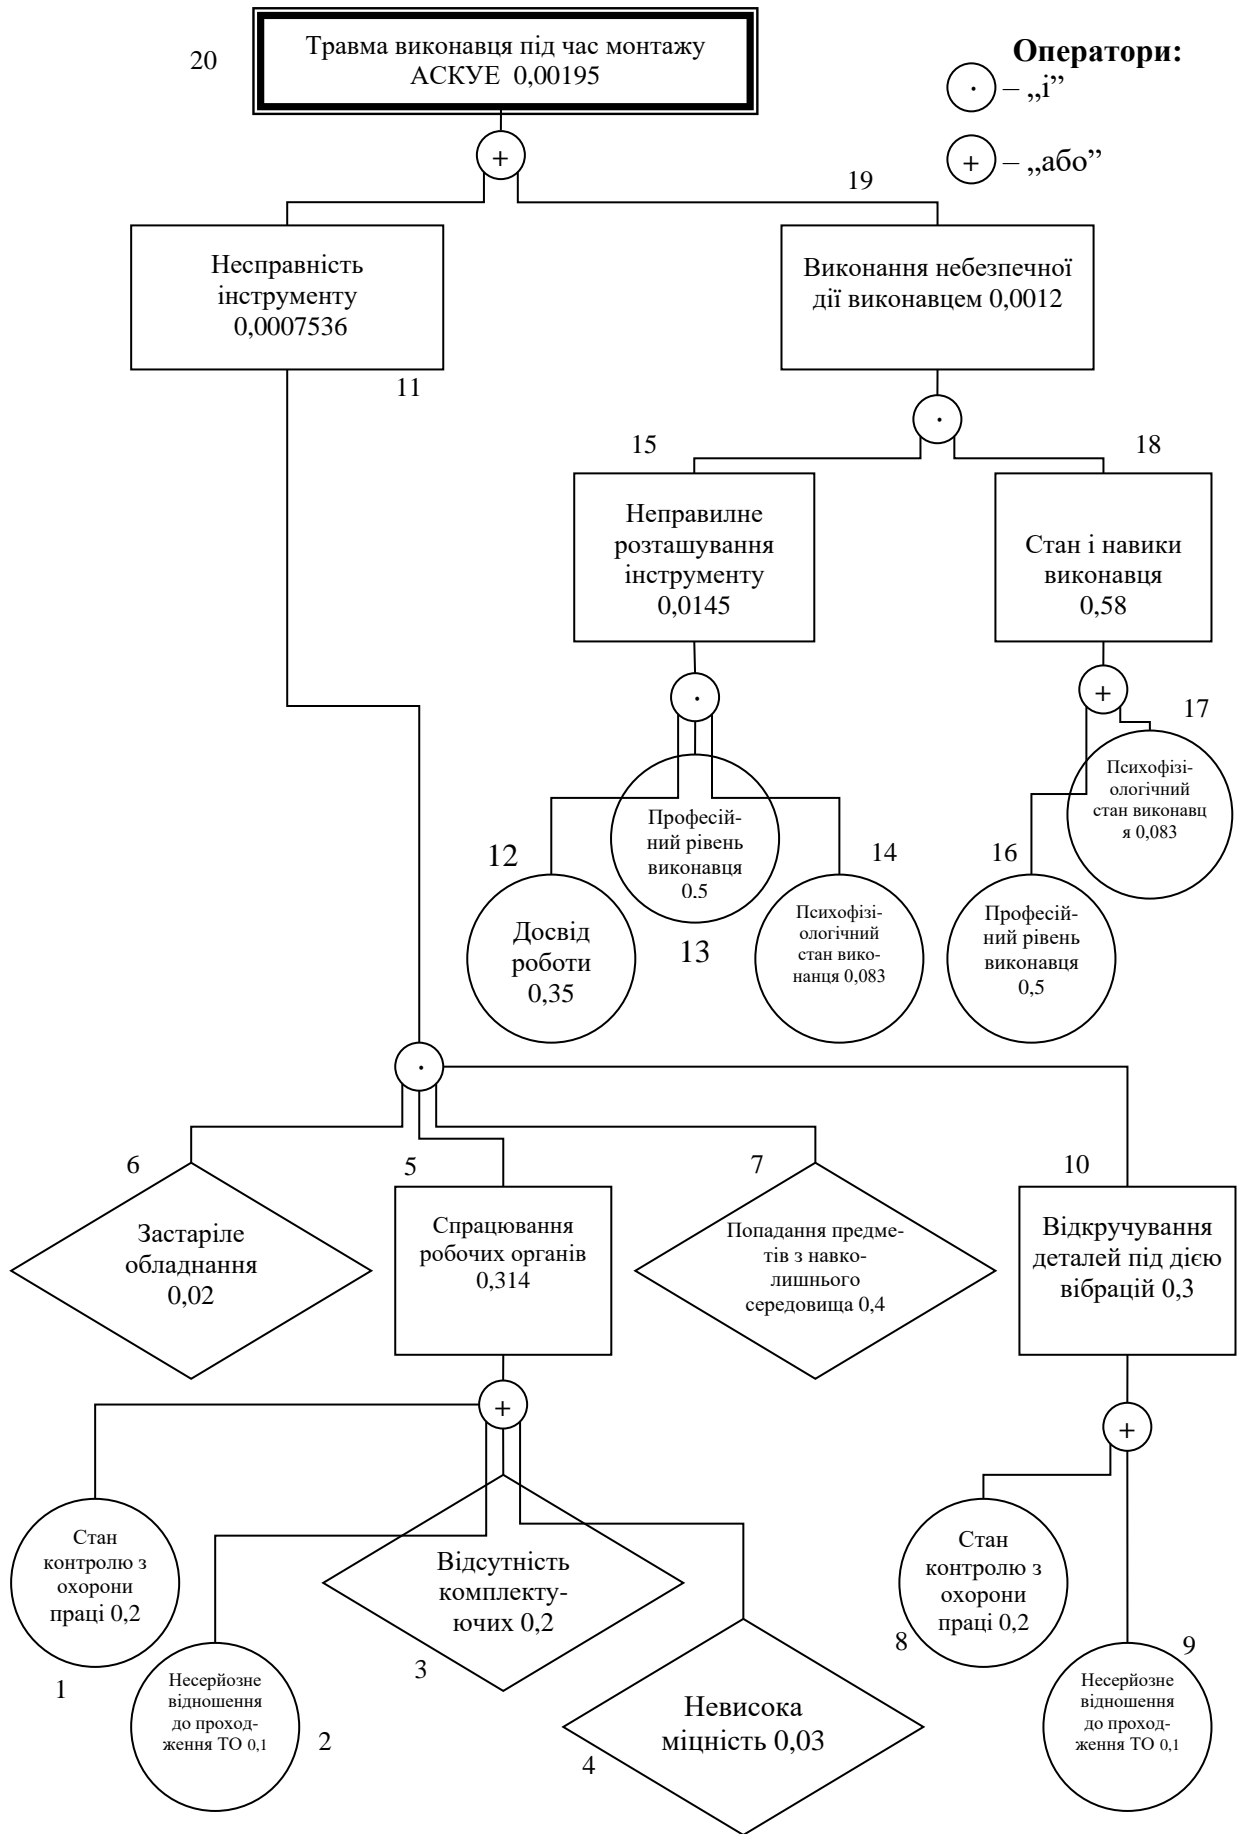 20
Травма виконавця під час монтажу
АСКУЕ 0,00195
Оператори:
· – „і”
+ – „або”
+
19
Несправність
інструменту
0,0007536
11
Виконання небезпечної
дії виконавцем 0,0012
·
15
18
Неправилне
розташування
інструменту
0,0145
Стан і навики
виконавця
0,58
·
+
17
Психофізі-
ологічний
стан виконавц
я 0,083
Професій-
ний рівень
виконавця
0.5
12
14
16
13
Досвід
роботи
0,35
Психофізі-
ологічний
стан вико-
нанця 0,083
Професій-
ний рівень
виконавця
0,5
·
6
5
7
10
Застаріле
обладнання
0,02
Спрацювання
робочих органів
0,314
Попадання предме-
тів з навко-
лишнього
середовища 0,4
Відкручування
деталей під дією
вібрацій 0,3
+
+
Стан
контролю з
охорони
праці 0,2
1
Несерйозне
відношення
до проход-
ження ТО 0,1
2
Відсутність
комплекту-
ючих 0,2
3
Невисока
міцність 0,03
4
Стан
контролю з
охорони
праці 0,2
8
9
Несерйозне
відношення
до проход-
ження ТО 0,1